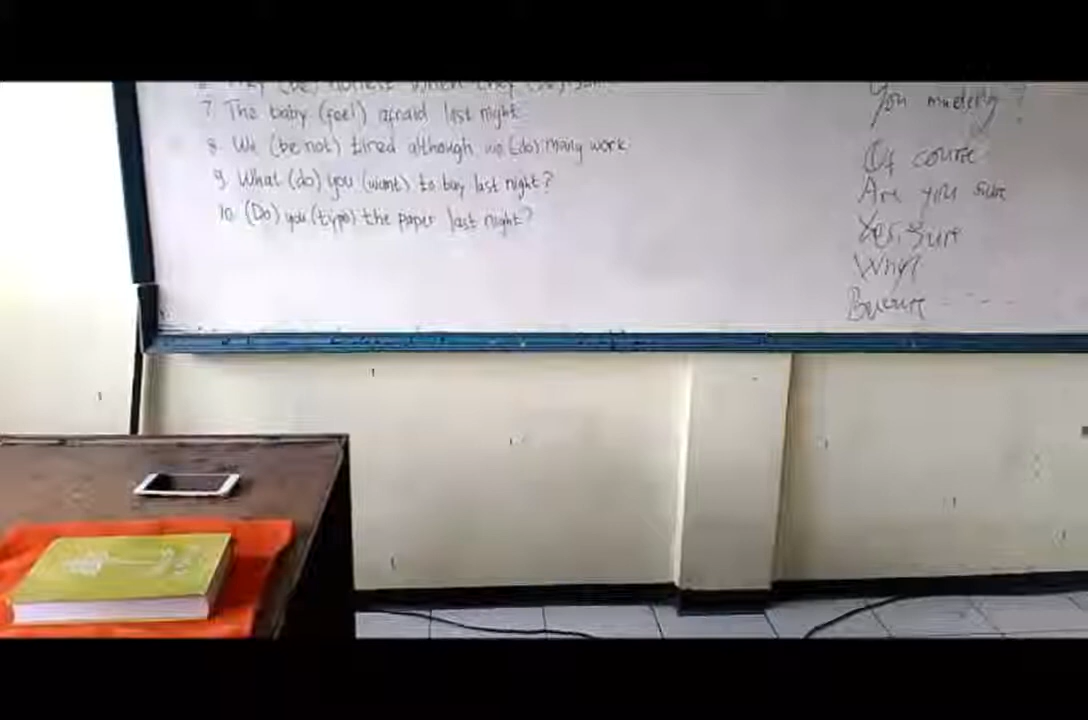 7. The baby (feel) afraid last night
8. We (be not) tired although we (do) many work
9. What (do) you (want) to buy last night?
10. (Do) you (type) the paper last night?
You
Of course
Are you sure
Yes, Sure
Why?